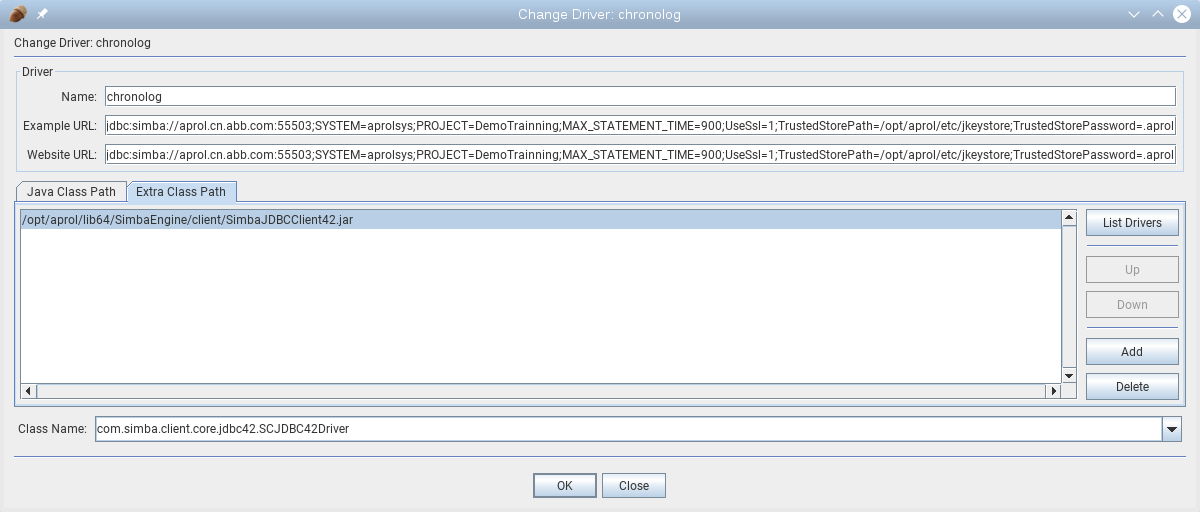 Change Driver: chronolog
Change Driver: chronolog
Driver
Name: chronolog
Example URL: jdbc:simba://aprol.cn.abb.com:55503;SYSTEM=aprolsys;PROJECT=DemoTrainning;MAX_STATEMENT_TIME=900;UseSsl=1;TrustedStorePath=/opt/aprol/etc/jkeystore;TrustedStorePassword=.aprol
Website URL: jdbc:simba://aprol.cn.abb.com:55503;SYSTEM=aprolsys;PROJECT=DemoTrainning;MAX_STATEMENT_TIME=900;UseSsl=1;TrustedStorePath=/opt/aprol/etc/jkeystore;TrustedStorePassword=.aprol
Java Class Path Extra Class Path
/opt/aprol/lib64/SimbaEngine/client/SimbaJDBCClient42.jar
List Drivers
Up
Down
Add
Delete
Class Name: com.simba.client.core.jdbc42.SCJDBC42Driver
OK Close